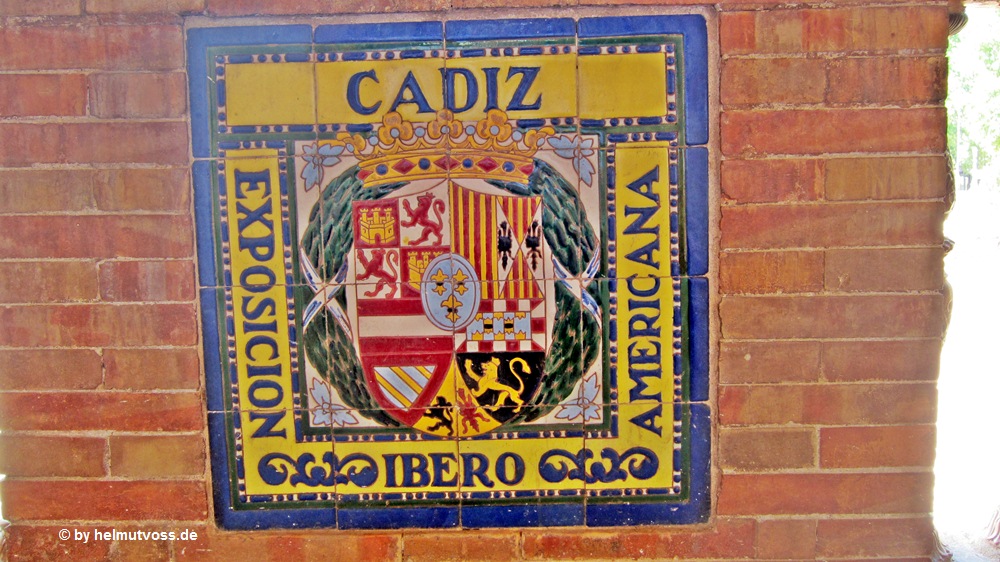 CADIZ
EXPOSICION
IBERO
AMERICANA
© by helmutvoss.de